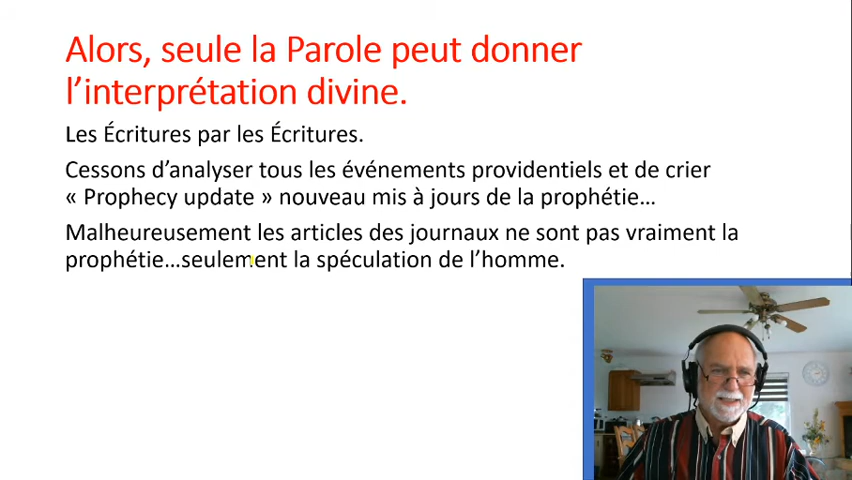 Alors, seule la Parole peut donner
l’interprétation divine.
Les Écritures par les Écritures.
Cessons d’analyser tous les événements providentiels et de crier
« Prophecy update » nouveau mis à jours de la prophétie…
Malheureusement les articles des journaux ne sont pas vraiment la
prophétie…seulement la spéculation de l’homme.